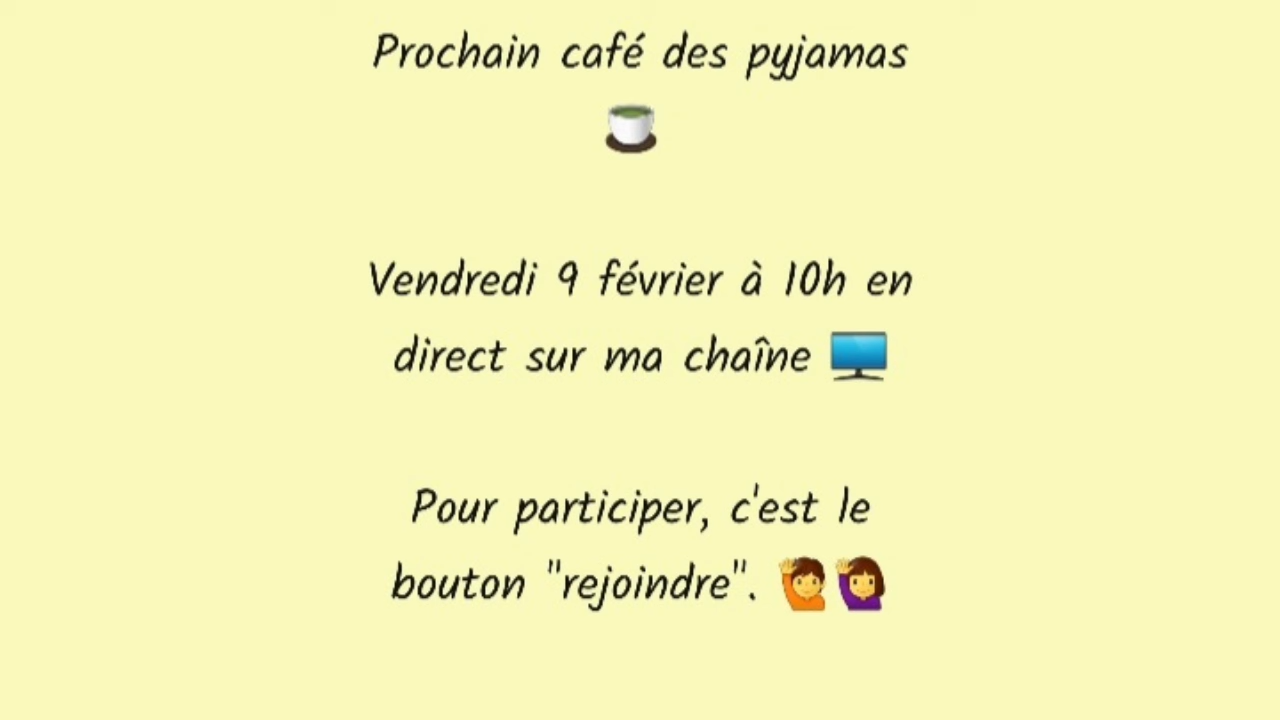 Prochain café des pyjamas
🍵
Vendredi 9 février à 10h en
direct sur ma chaîne 🖥️
Pour participer, c'est le
bouton "rejoindre". 🙋🙋‍♀️